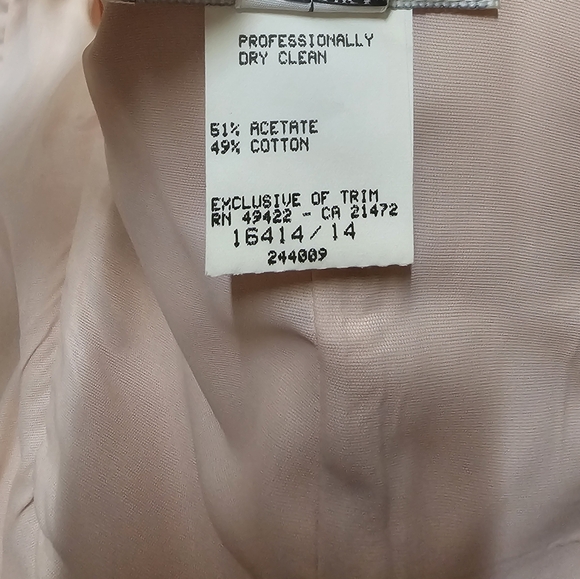 PROFESSIONALLY
DRY CLEAN
51% ACETATE
49% COTTON
EXCLUSIVE OF TRIM
RN 49422 - CA 21472
16414/14
244009